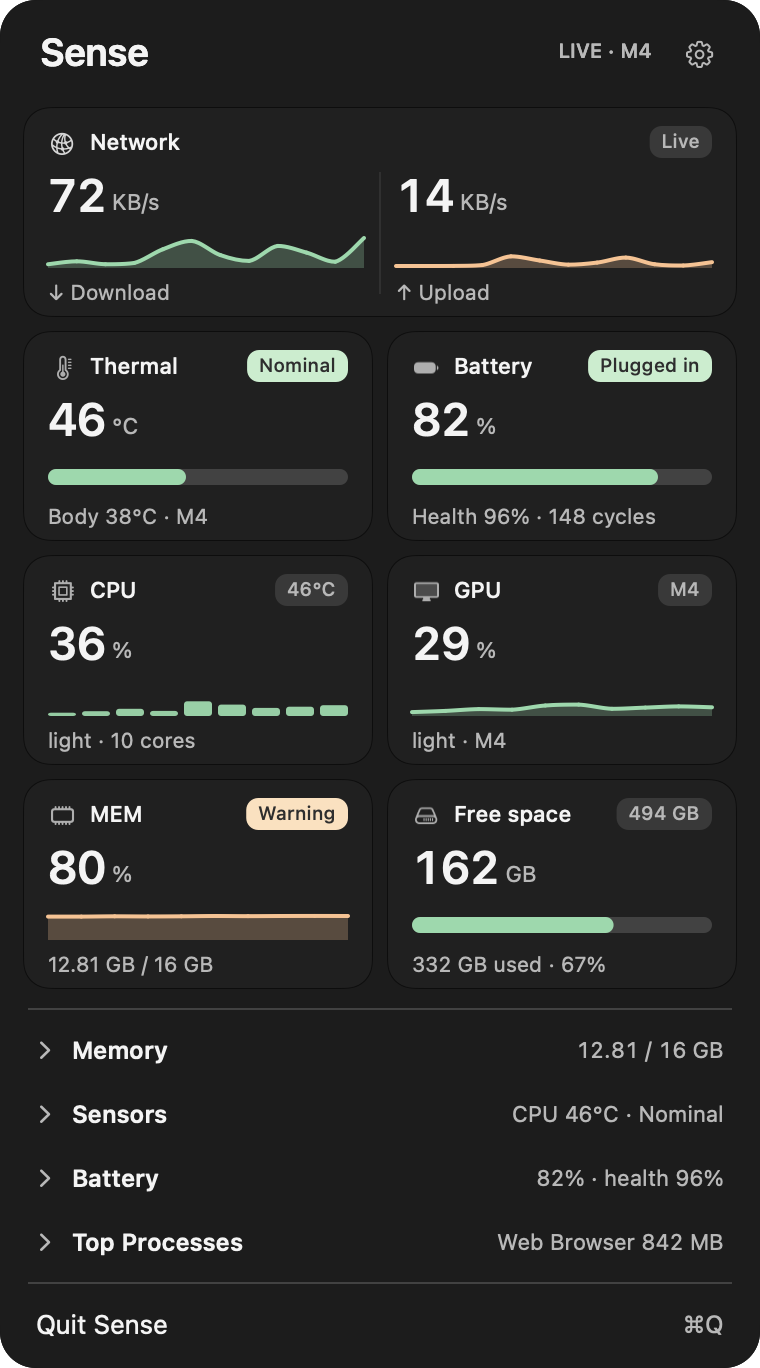 Sense
LIVE · M4
Network
Live
72 KB/s
14 KB/s
↓ Download
↑ Upload
Thermal
Nominal
46 °C
Body 38°C · M4
Battery
Plugged in
82 %
Health 96% · 148 cycles
CPU
46°C
36 %
light · 10 cores
GPU
M4
29 %
light · M4
MEM
Warning
80 %
12.81 GB / 16 GB
Free space
494 GB
162 GB
332 GB used · 67%
Memory
12.81 / 16 GB
Sensors
CPU 46°C · Nominal
Battery
82% · health 96%
Top Processes
Web Browser 842 MB
Quit Sense
⌘Q